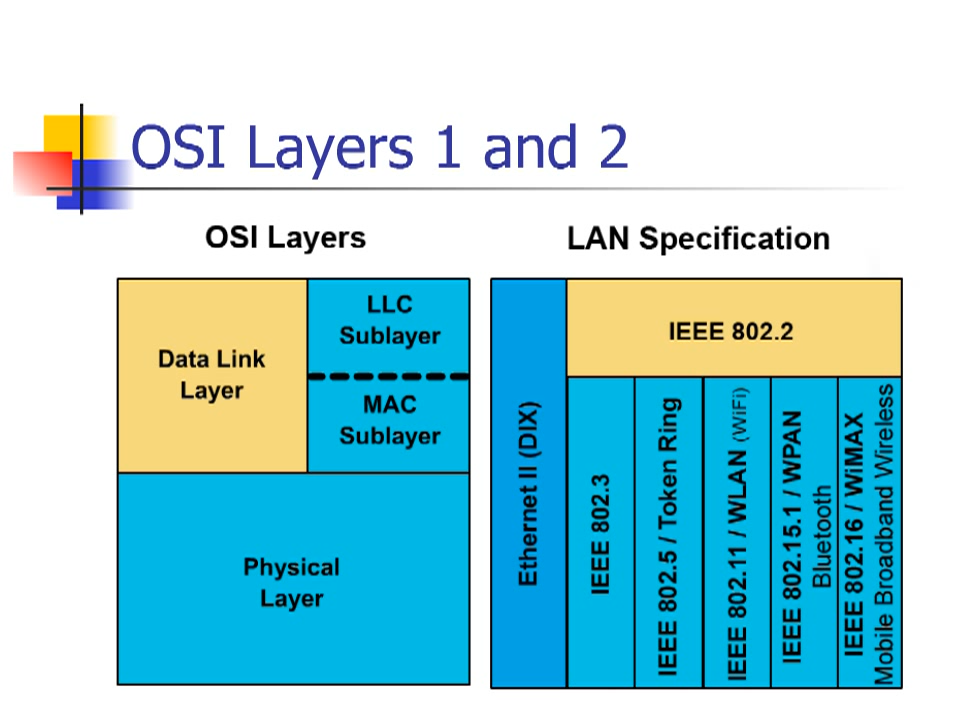 OSI Layers 1 and 2
OSI Layers
LAN Specification
Data Link
Layer
LLC
Sublayer
MAC
Sublayer
Physical
Layer
Ethernet II (DIX)
IEEE 802.2
IEEE 802.3
IEEE 802.5 / Token Ring
IEEE 802.11 / WLAN (WiFi)
IEEE 802.15.1 / WPAN
Bluetooth
IEEE 802.16 / WiMAX
Mobile Broadband Wireless